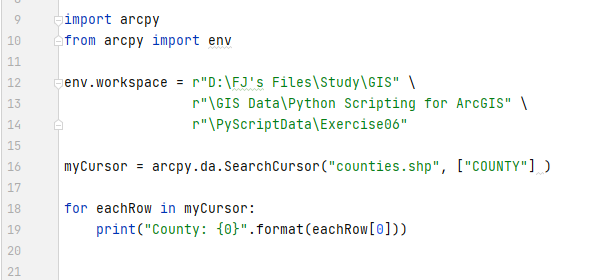 9 import arcpy
10 from arcpy import env
11
12 env.workspace = r"D:\FJ's Files\Study\GIS" \
13                 r"\GIS Data\Python Scripting for ArcGIS" \
14                 r"\PyScriptData\Exercise06"
15
16 myCursor = arcpy.da.SearchCursor("counties.shp", ["COUNTY"] )
17
18 for eachRow in myCursor:
19     print("County: {0}".format(eachRow[0]))
20
21